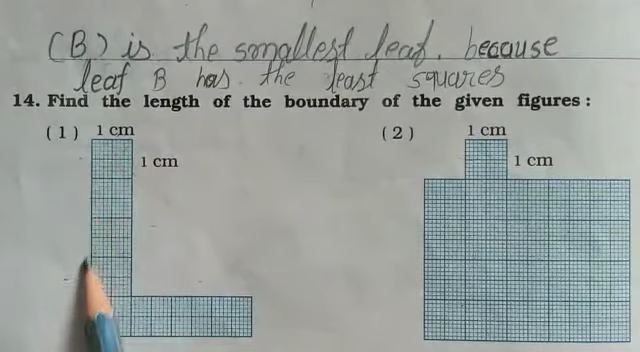 (B) is the smallest leaf. because
leaf B has the least squares
14. Find the length of the boundary of the given figures :
(1) 1 cm
1 cm
(2) 1 cm
1 cm